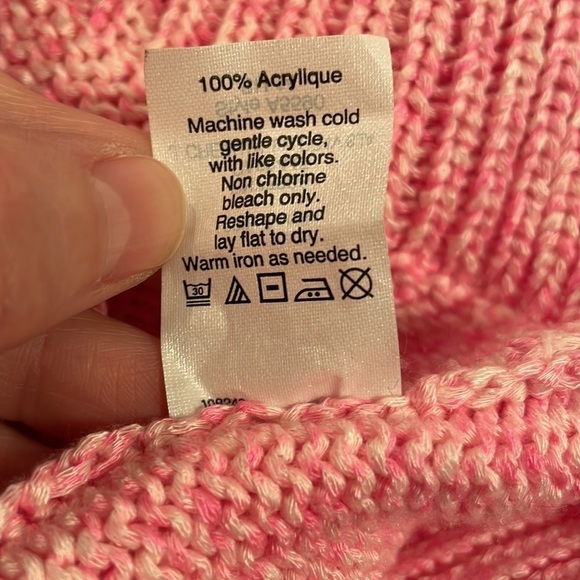 100% Acrylique
Machine wash cold
gentle cycle,
with like colors.
Non chlorine
bleach only.
Reshape and
lay flat to dry.
Warm iron as needed.
30